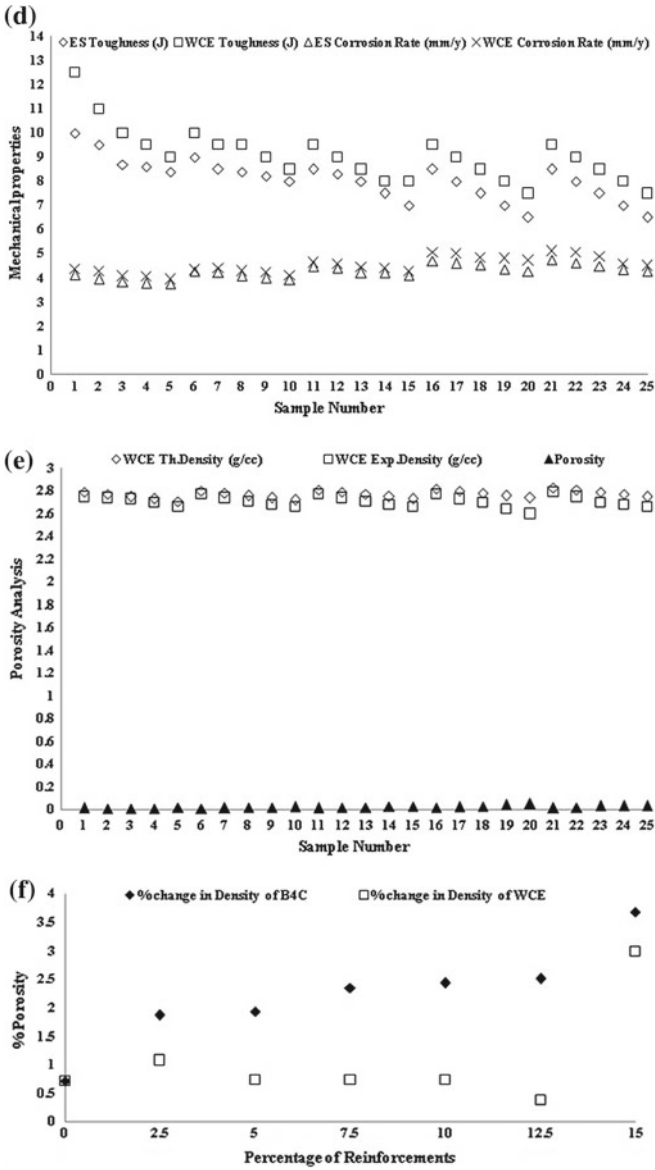 (d)
ES Toughness (J) WCE Toughness (J) ES Corrosion Rate (mm/y) WCE Corrosion Rate (mm/y)
14
13
12
11
10
9
8
7
6
5
4
3
2
1
0
Mechanical properties
0 1 2 3 4 5 6 7 8 9 10 11 12 13 14 15 16 17 18 19 20 21 22 23 24 25
Sample Number
(e)
WCE Th.Density (g/cc) WCE Exp.Density (g/cc) Porosity
3
2.8
2.6
2.4
2.2
2
1.8
1.6
1.4
1.2
1
0.8
0.6
0.4
0.2
0
Porosity Analysis
0 1 2 3 4 5 6 7 8 9 10 11 12 13 14 15 16 17 18 19 20 21 22 23 24 25
Sample Number
(f)
%change in Density of B4C %change in Density of WCE
4
3.5
3
2.5
2
1.5
1
0.5
0
%Porosity
0 2.5 5 7.5 10 12.5 15
Percentage of Reinforcements